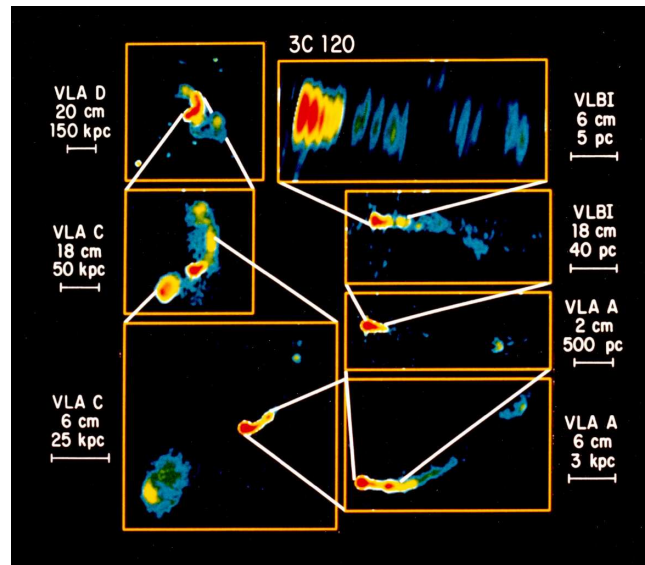 3C 120
VLA D
20 cm
150 kpc
VLBI
6 cm
5 pc
VLA C
18 cm
50 kpc
VLBI
18 cm
40 pc
VLA A
2 cm
500 pc
VLA C
6 cm
25 kpc
VLA A
6 cm
3 kpc